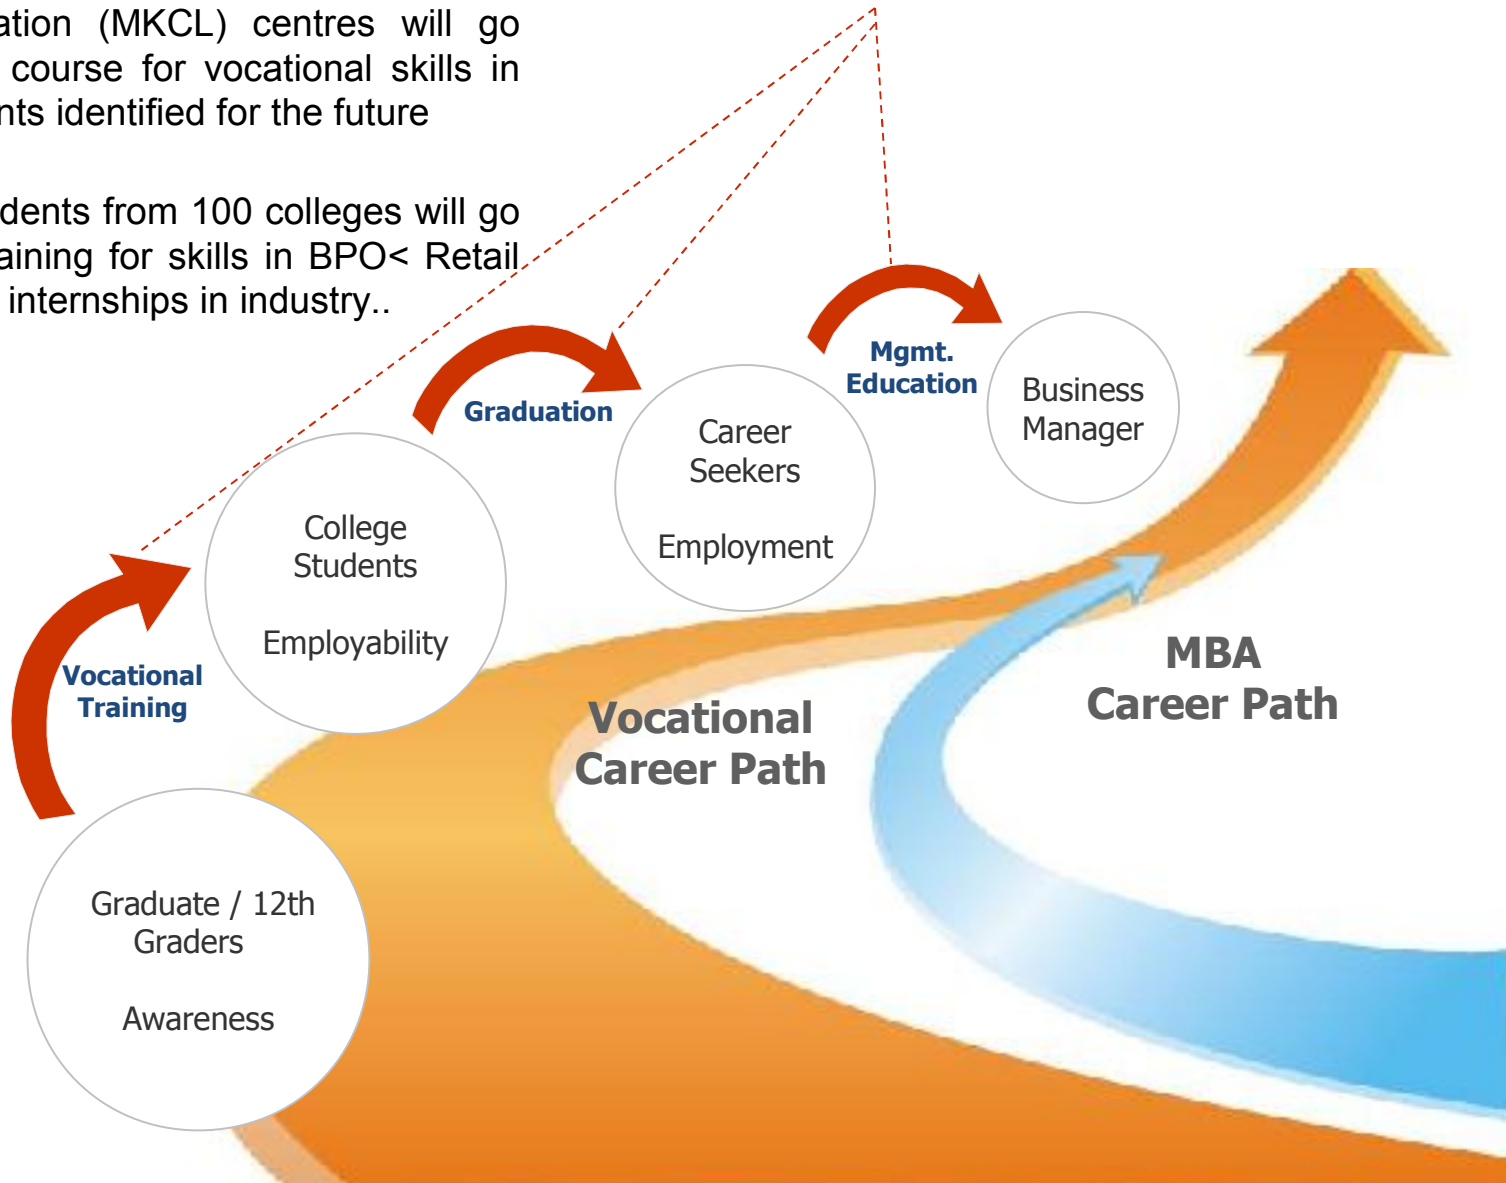 ation (MKCL) centres will go
course for vocational skills in
nts identified for the future
dents from 100 colleges will go
aining for skills in BPO< Retail
internships in industry..
Mgmt.
Education
Business
Manager
Graduation
Career
Seekers
Employment
College
Students
Employability
Vocational
Training
MBA
Career Path
Vocational
Career Path
Graduate / 12th
Graders
Awareness